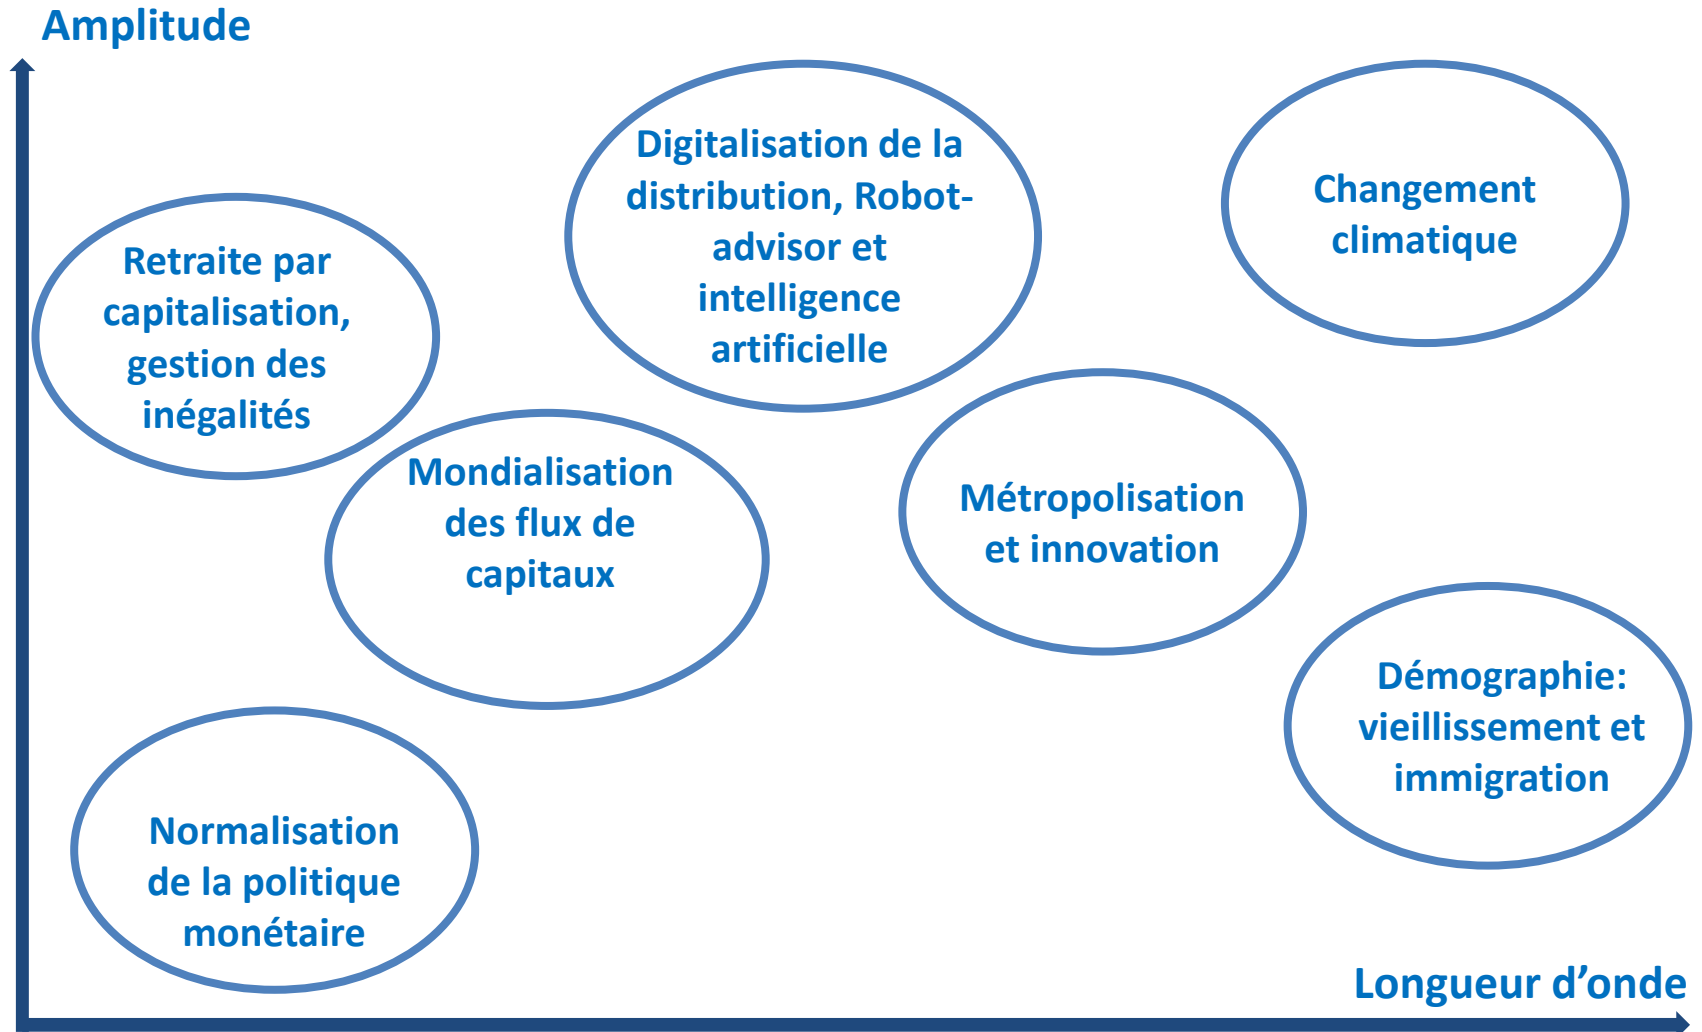 Amplitude
Digitalisation de la
distribution, Robot-
advisor et
intelligence
artificielle
Changement
climatique
Retraite par
capitalisation,
gestion des
inégalités
Mondialisation
des flux de
capitaux
Métropolisation
et innovation
Démographie:
vieillissement et
immigration
Normalisation
de la politique
monétaire
Longueur d’onde